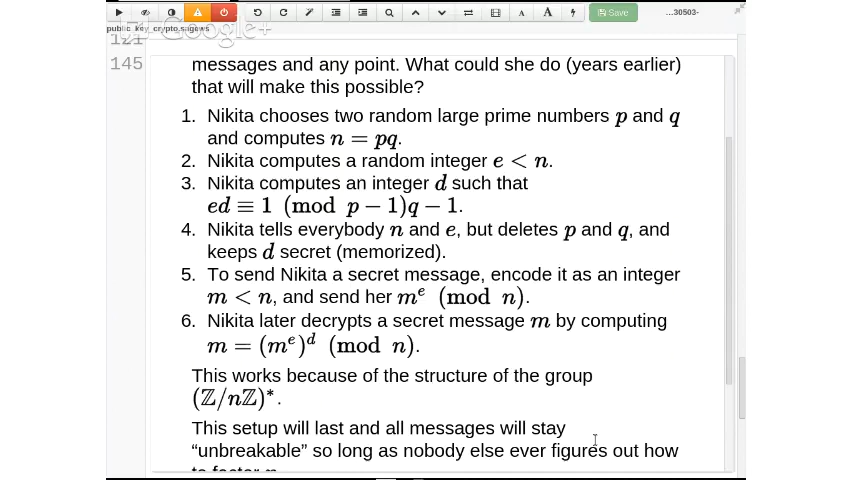 Save
...30503-
Google+
public_key_crypto.sagews
121
145
messages and any point. What could she do (years earlier)
that will make this possible?
1. Nikita chooses two random large prime numbers p and q
and computes n = pq.
2. Nikita computes a random integer e < n.
3. Nikita computes an integer d such that
ed ≡ 1 (mod p − 1)q − 1.
4. Nikita tells everybody n and e, but deletes p and q, and
keeps d secret (memorized).
5. To send Nikita a secret message, encode it as an integer
m < n, and send her m^e (mod n).
6. Nikita later decrypts a secret message m by computing
m = (m^e)^d (mod n).
This works because of the structure of the group
(ℤ/nℤ)*.
This setup will last and all messages will stay
“unbreakable” so long as nobody else ever figures out how
to factor n